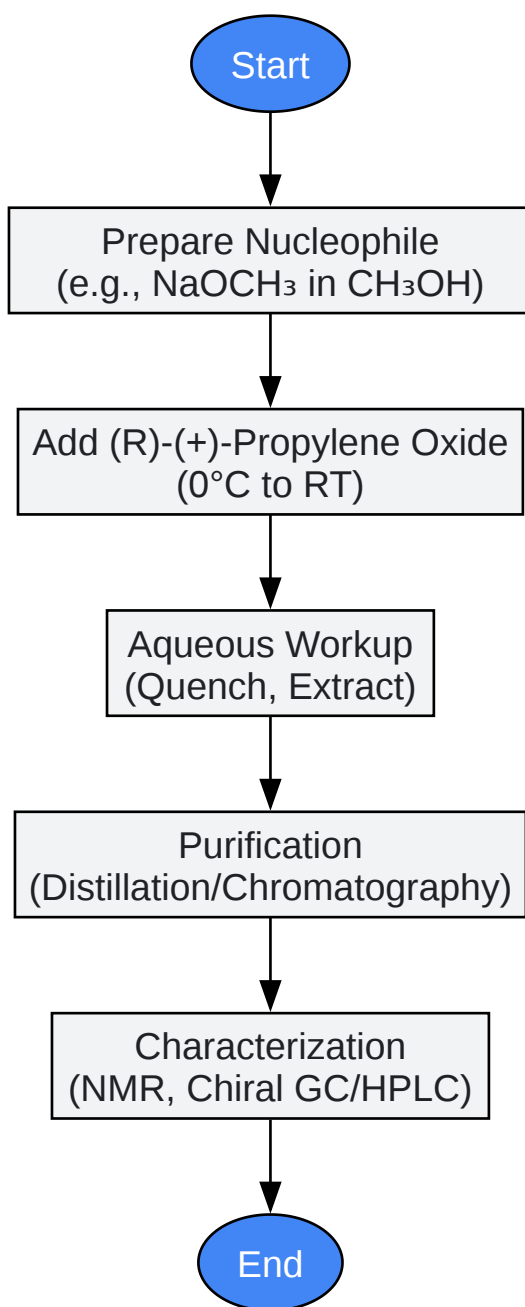 Start
Prepare Nucleophile
(e.g., NaOCH₃ in CH₃OH)
Add (R)-(+)-Propylene Oxide
(0°C to RT)
Aqueous Workup
(Quench, Extract)
Purification
(Distillation/Chromatography)
Characterization
(NMR, Chiral GC/HPLC)
End